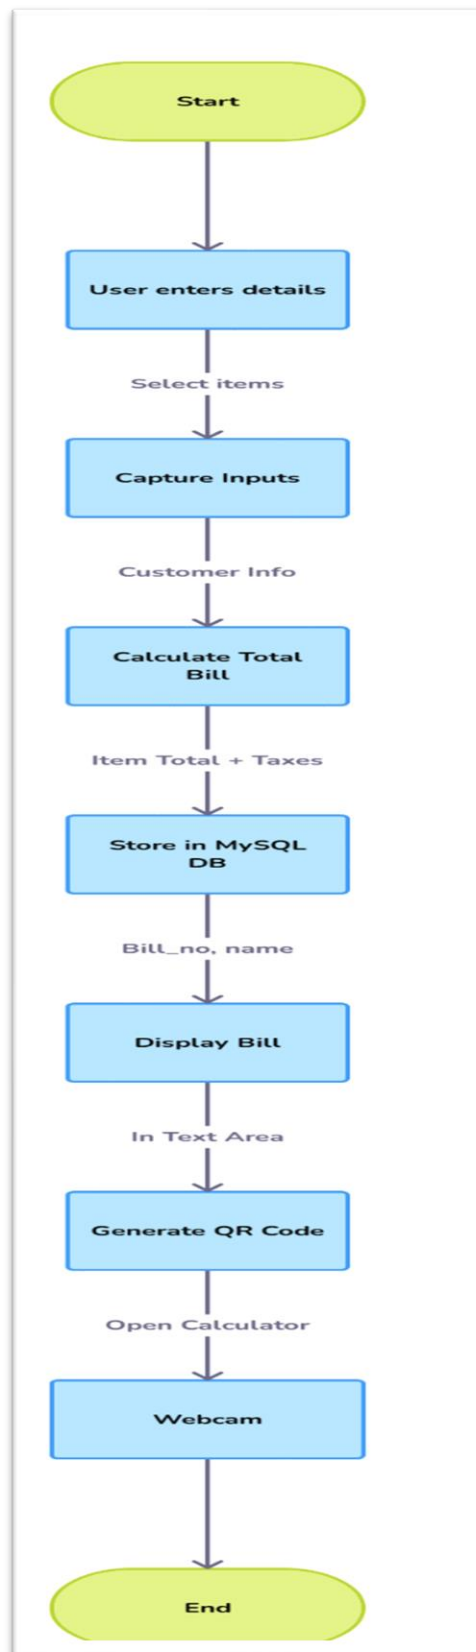 Start
User enters details
Select items
Capture Inputs
Customer Info
Calculate Total
Bill
Item Total + Taxes
Store in MySQL
DB
Bill_no, name
Display Bill
In Text Area
Generate QR Code
Open Calculator
Webcam
End